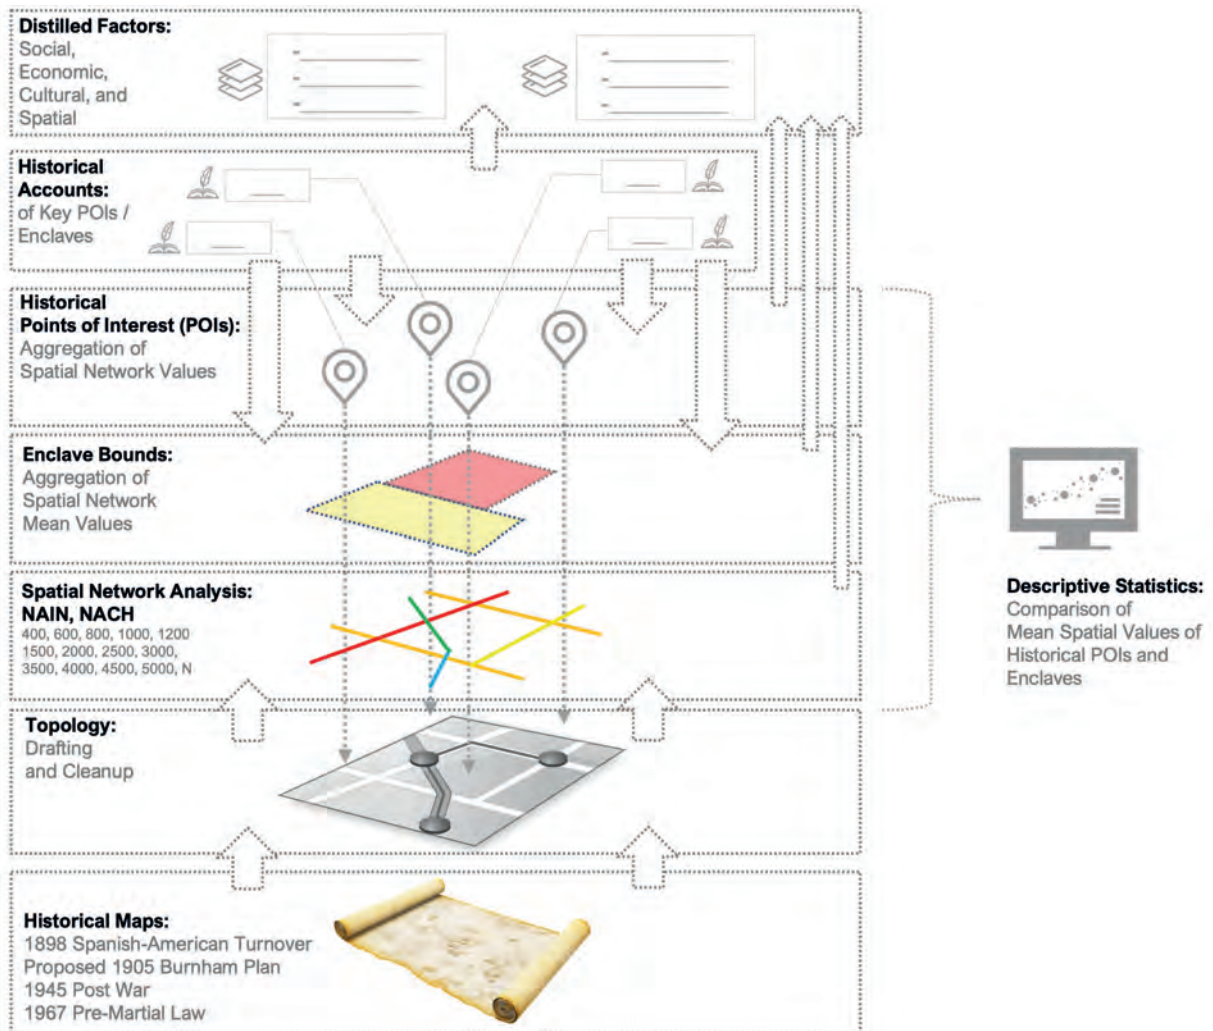 Distilled Factors:
Social,
Economic,
Cultural, and
Spatial
Historical
Accounts:
of Key POIs /
Enclaves
Historical
Points of Interest (POIs):
Aggregation of
Spatial Network Values
Enclave Bounds:
Aggregation of
Spatial Network
Mean Values
Spatial Network Analysis:
NAIN, NACH
400, 600, 800, 1000, 1200
1500, 2000, 2500, 3000,
3500, 4000, 4500, 5000, N
Topology:
Drafting
and Cleanup
Historical Maps:
1898 Spanish-American Turnover
Proposed 1905 Burnham Plan
1945 Post War
1967 Pre-Martial Law
Descriptive Statistics:
Comparison of
Mean Spatial Values of
Historical POIs and
Enclaves